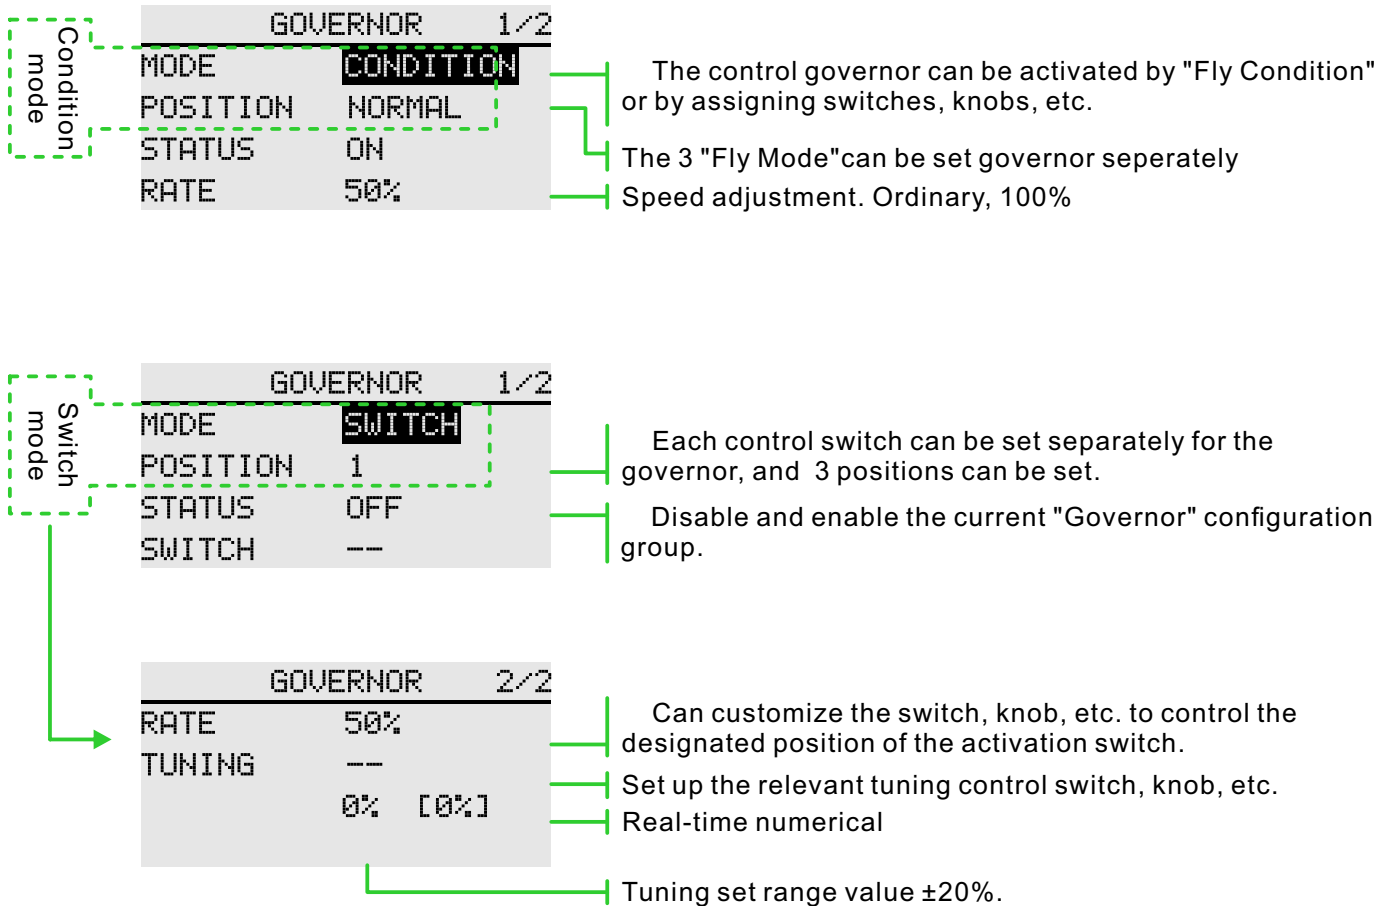 Condition
mode
GOVERNOR 1/2
MODE CONDITION
POSITION NORMAL
STATUS ON
RATE 50%
The control governor can be activated by "Fly Condition"
or by assigning switches, knobs, etc.
The 3 "Fly Mode"can be set governor seperately
Speed adjustment. Ordinary, 100%
Switch
mode
GOVERNOR 1/2
MODE SWITCH
POSITION 1
STATUS OFF
SWITCH --
Each control switch can be set separately for the
governor, and 3 positions can be set.
Disable and enable the current "Governor" configuration
group.
GOVERNOR 2/2
RATE 50%
TUNING --
0% [0%]
Can customize the switch, knob, etc. to control the
designated position of the activation switch.
Set up the relevant tuning control switch, knob, etc.
Real-time numerical
Tuning set range value ±20%.